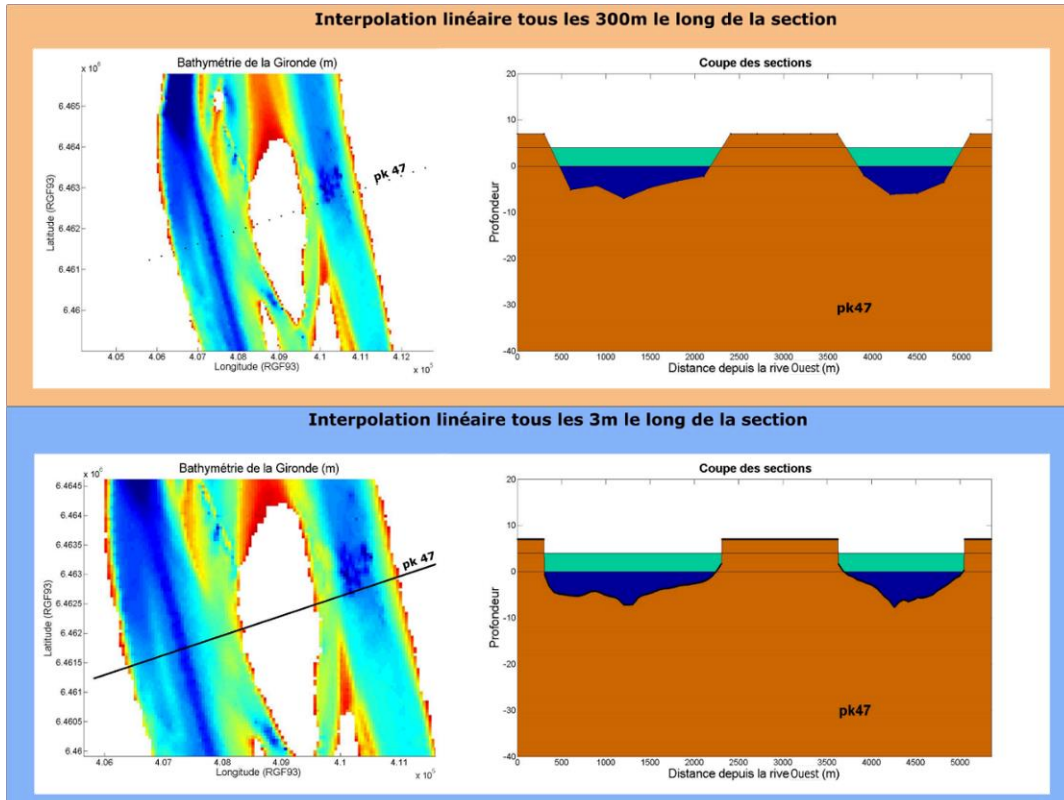 Interpolation linéaire tous les 300m le long de la section
Bathymétrie de la Gironde (m)
x 10⁶
6.465
6.464
6.463
6.462
6.461
6.46
Latitude (RGF93)
pk 47
4.05 4.06 4.07 4.08 4.09 4.1 4.11 4.12
x 10⁵
Longitude (RGF93)
Coupe des sections
20
10
0
-10
-20
-30
-40
Profondeur
pk47
0 500 1000 1500 2000 2500 3000 3500 4000 4500 5000
Distance depuis la rive Ouest (m)
Interpolation linéaire tous les 3m le long de la section
Bathymétrie de la Gironde (m)
x 10⁶
6.4645
6.464
6.4635
6.463
6.4625
6.462
6.4615
6.461
6.4605
6.46
Latitude (RGF93)
pk 47
4.06 4.07 4.08 4.09 4.1 4.11
x 10⁵
Longitude (RGF93)
Coupe des sections
20
10
0
-10
-20
-30
-40
Profondeur
pk47
0 500 1000 1500 2000 2500 3000 3500 4000 4500 5000
Distance depuis la rive Ouest (m)